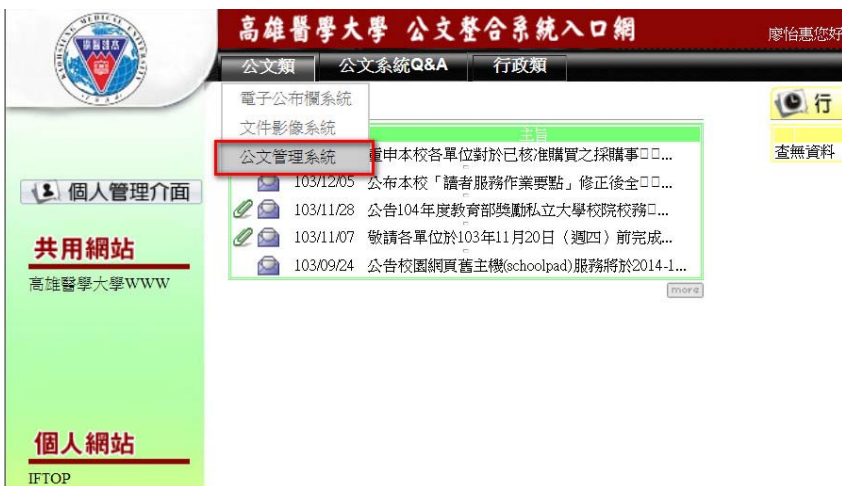 高雄醫學大學 公文整合系統入口網
廖怡惠您好
公文類 公文系統Q&A 行政類
電子公布欄系統
文件影像系統
公文管理系統
主旨
重申本校各單位對於已核准購買之採購事□□...
103/12/05 公布本校「讀者服務作業要點」修正後全□□...
103/11/28 公告104年度教育部獎勵私立大學校院校務□...
103/11/07 敬請各單位於103年11月20日（週四）前完成...
103/09/24 公告校園網頁舊主機(schoolpad)服務將於2014-1...
more
行
查無資料
個人管理介面
共用網站
高雄醫學大學WWW
個人網站
IFTOP